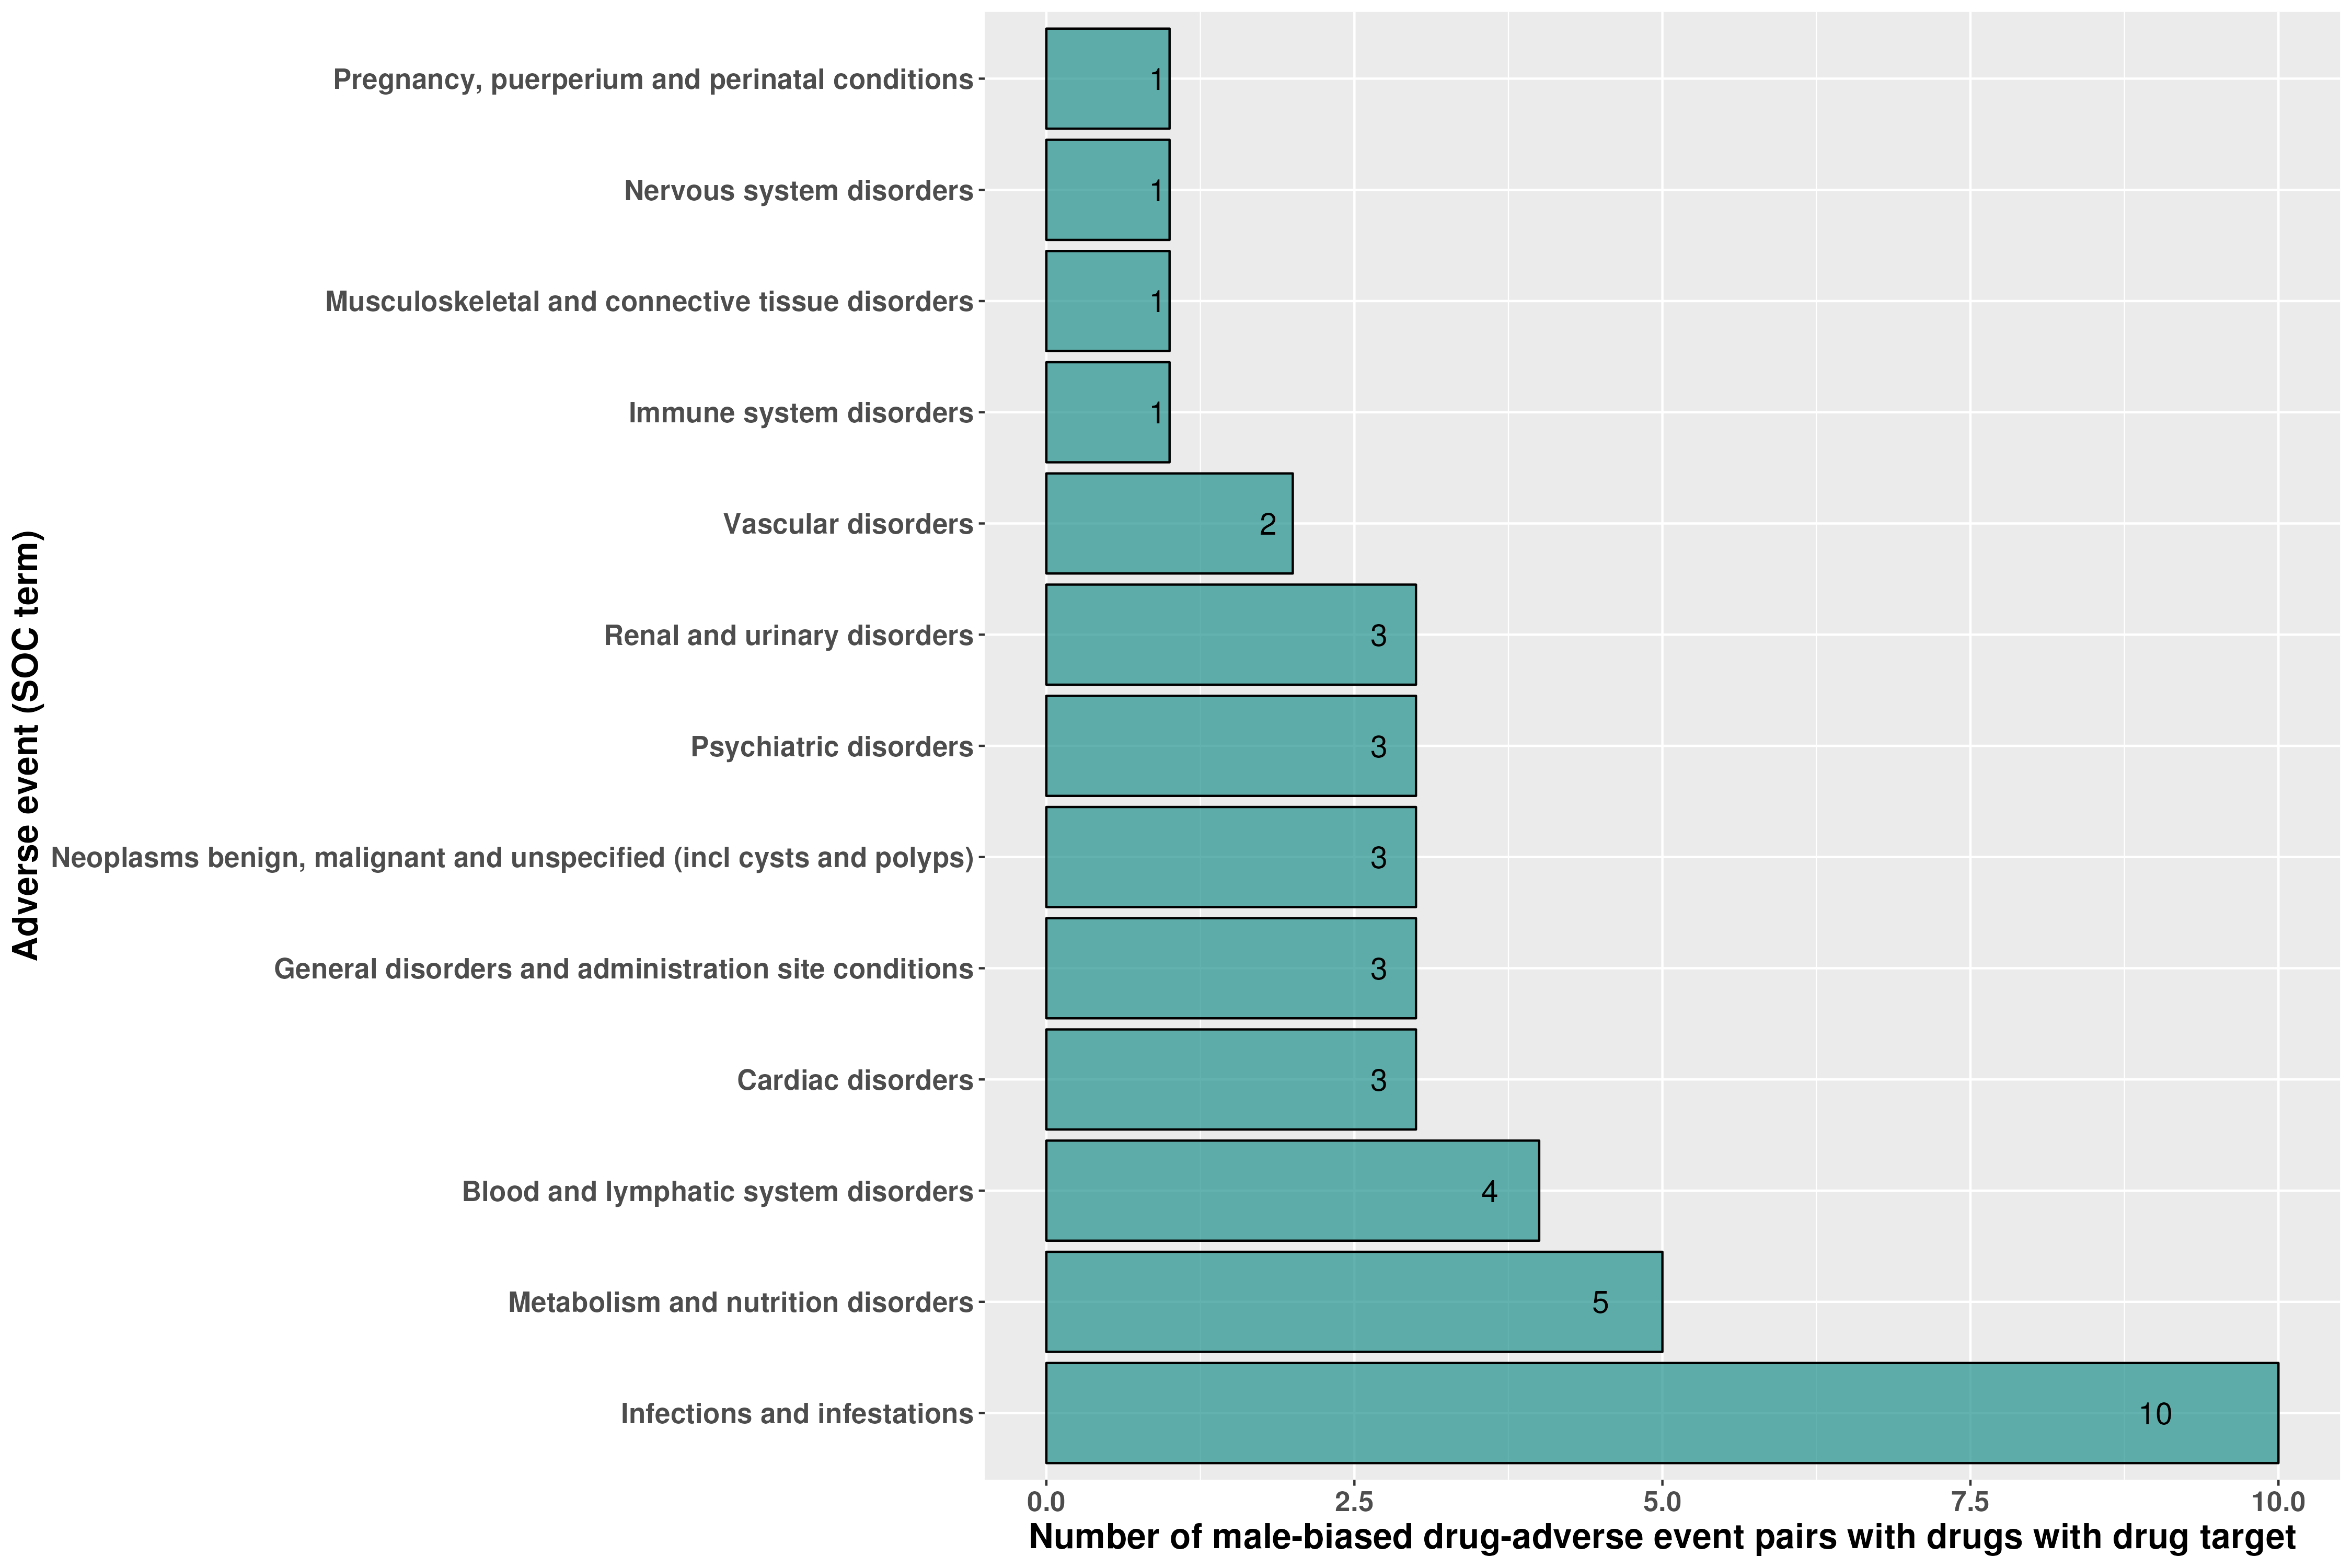 Adverse event (SOC term)
Pregnancy, puerperium and perinatal conditions 1
Nervous system disorders 1
Musculoskeletal and connective tissue disorders 1
Immune system disorders 1
Vascular disorders 2
Renal and urinary disorders 3
Psychiatric disorders 3
Neoplasms benign, malignant and unspecified (incl cysts and polyps) 3
General disorders and administration site conditions 3
Cardiac disorders 3
Blood and lymphatic system disorders 4
Metabolism and nutrition disorders 5
Infections and infestations 10
0.0 2.5 5.0 7.5 10.0
Number of male-biased drug-adverse event pairs with drugs with drug target